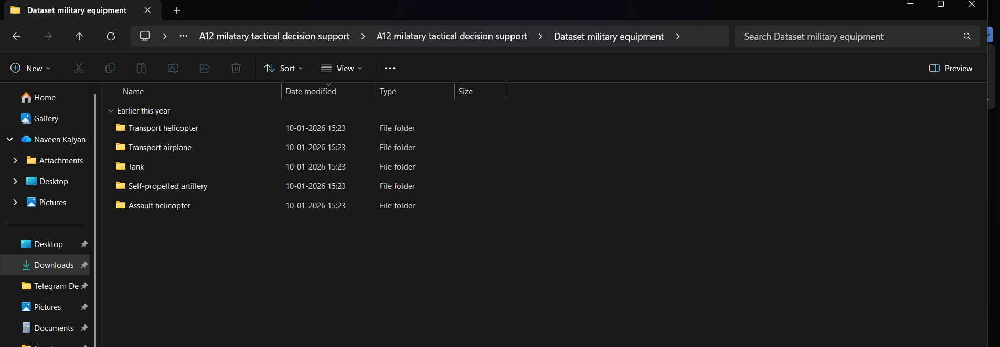 Dataset military equipment
A12 milatary tactical decision support
A12 milatary tactical decision support
Dataset military equipment
Search Dataset military equipment
New
Sort
View
Preview
Home
Gallery
Naveen Kalyan -
Attachments
Desktop
Pictures
Desktop
Downloads
Telegram De
Pictures
Documents
Name Date modified Type Size
Earlier this year
Transport helicopter 10-01-2026 15:23 File folder
Transport airplane 10-01-2026 15:23 File folder
Tank 10-01-2026 15:23 File folder
Self-propelled artillery 10-01-2026 15:23 File folder
Assault helicopter 10-01-2026 15:23 File folder